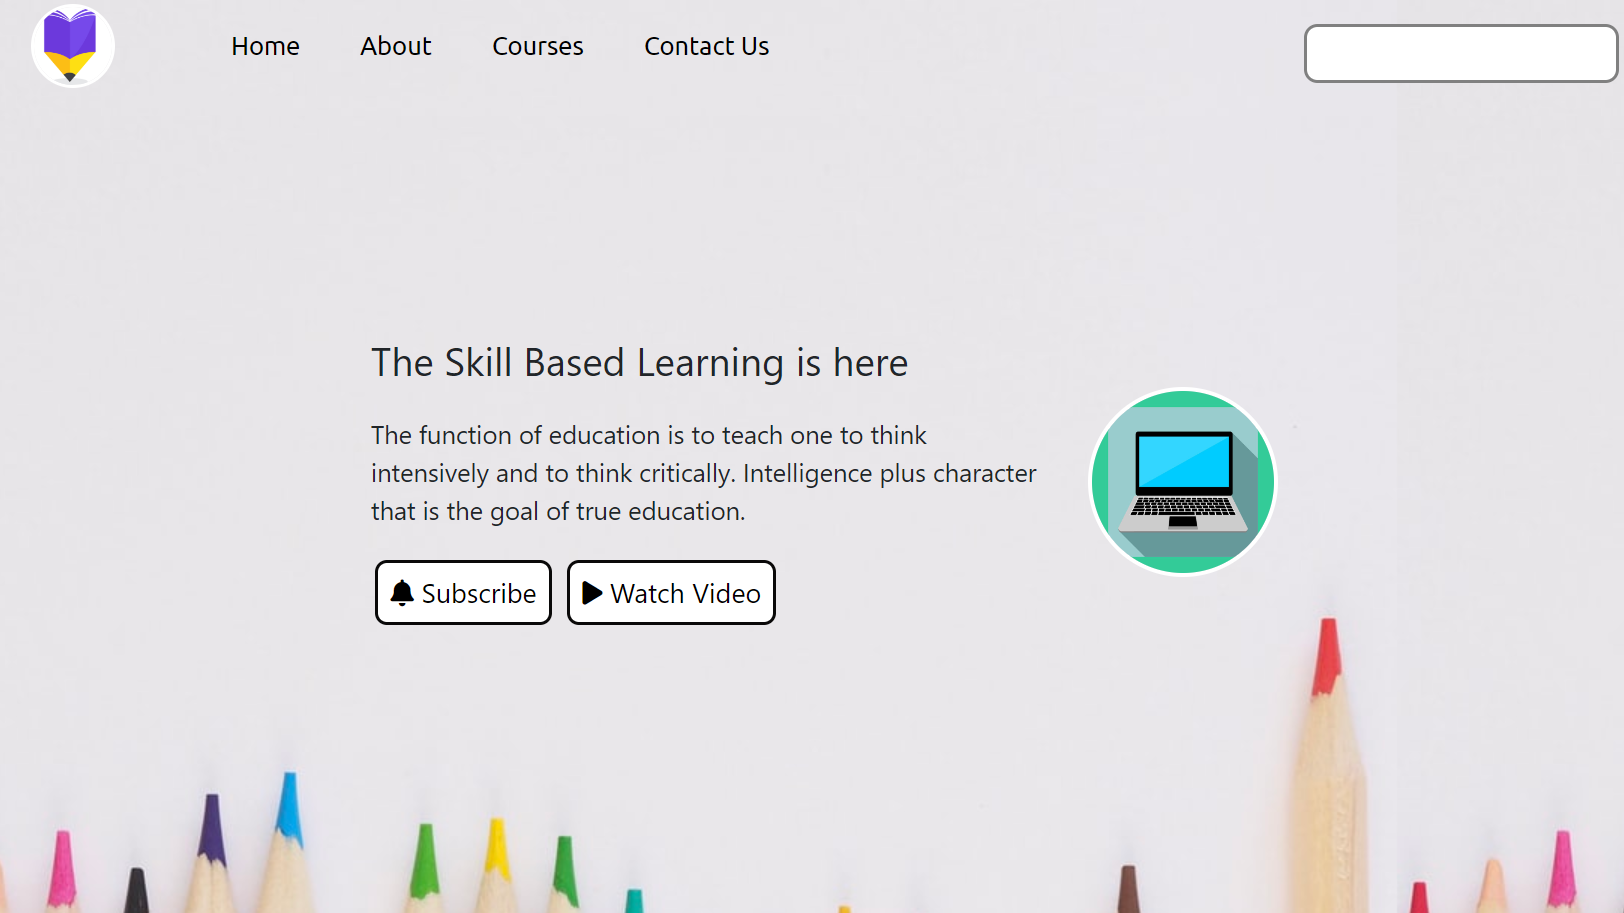 Home About Courses Contact Us
The Skill Based Learning is here
The function of education is to teach one to think
intensively and to think critically. Intelligence plus character
that is the goal of true education.
Subscribe Watch Video